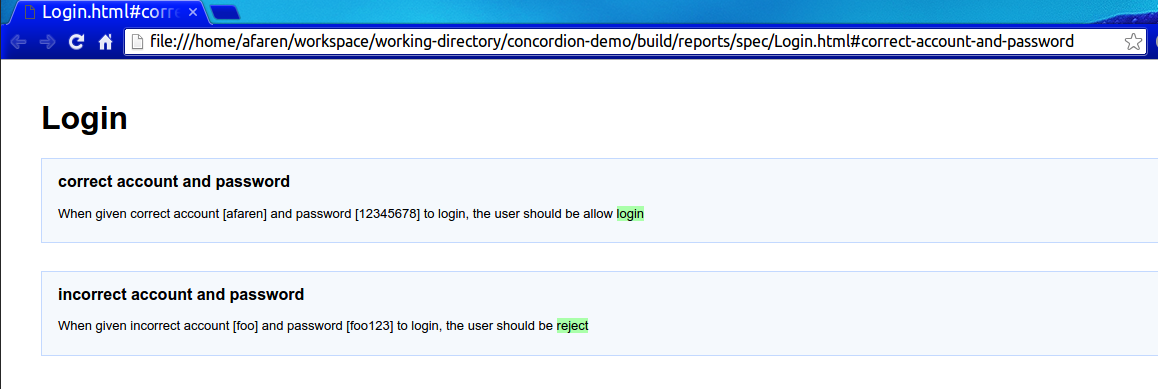 Login.html#corre
file:///home/afaren/workspace/working-directory/concordion-demo/build/reports/spec/Login.html#correct-account-and-password
Login
correct account and password
When given correct account [afaren] and password [12345678] to login, the user should be allow login
incorrect account and password
When given incorrect account [foo] and password [foo123] to login, the user should be reject